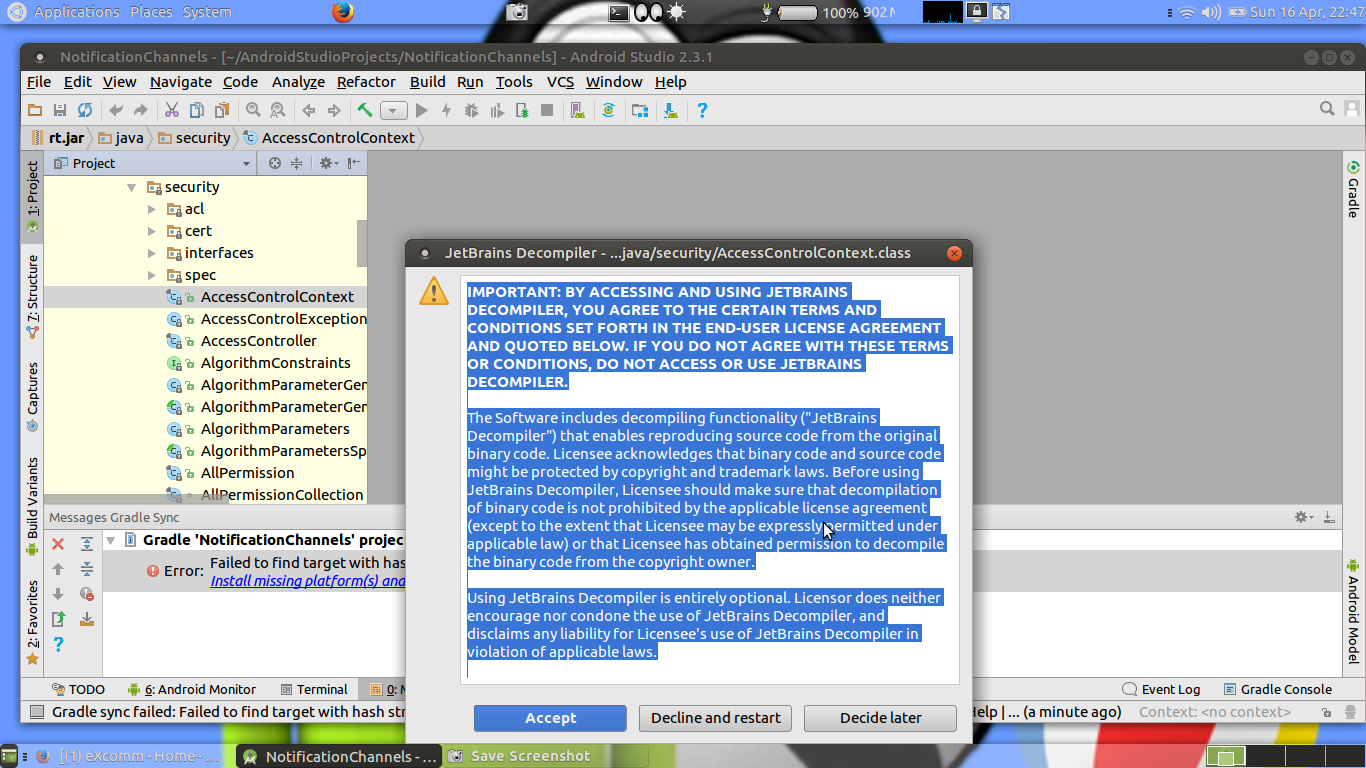 Applications Places System
100% 902 M
Sun 16 Apr, 22:47
NotificationChannels - [~/AndroidStudioProjects/NotificationChannels] - Android Studio 2.3.1
File Edit View Navigate Code Analyze Refactor Build Run Tools VCS Window Help
rt.jar java security AccessControlContext
1: Project
7: Structure
Captures
Build Variants
2: Favorites
Project
security
acl
cert
interfaces
spec
AccessControlContext
AccessControlException
AccessController
AlgorithmConstraints
AlgorithmParameterGen
AlgorithmParameterGen
AlgorithmParameters
AlgorithmParametersSp
AllPermission
AllPermissionCollection
Gradle
Android Model
JetBrains Decompiler - ...java/security/AccessControlContext.class
IMPORTANT: BY ACCESSING AND USING JETBRAINS
DECOMPILER, YOU AGREE TO THE CERTAIN TERMS AND
CONDITIONS SET FORTH IN THE END-USER LICENSE AGREEMENT
AND QUOTED BELOW. IF YOU DO NOT AGREE WITH THESE TERMS
OR CONDITIONS, DO NOT ACCESS OR USE JETBRAINS
DECOMPILER.
The Software includes decompiling functionality ("JetBrains
Decompiler") that enables reproducing source code from the original
binary code. Licensee acknowledges that binary code and source code
might be protected by copyright and trademark laws. Before using
JetBrains Decompiler, Licensee should make sure that decompilation
of binary code is not prohibited by the applicable license agreement
(except to the extent that Licensee may be expressly permitted under
applicable law) or that Licensee has obtained permission to decompile
the binary code from the copyright owner.
Using JetBrains Decompiler is entirely optional. Licensor does neither
encourage nor condone the use of JetBrains Decompiler, and
disclaims any liability for Licensee's use of JetBrains Decompiler in
violation of applicable laws.
Accept Decline and restart Decide later
Messages Gradle Sync
Gradle 'NotificationChannels' projec
Error: Failed to find target with has
Install missing platform(s) and
TODO 6: Android Monitor Terminal 0: M
Event Log Gradle Console
Gradle sync failed: Failed to find target with hash str
Help | ... (a minute ago) Context: <no context>
[(1) eXcomm - Home - ...
NotificationChannels - ...
Save Screenshot